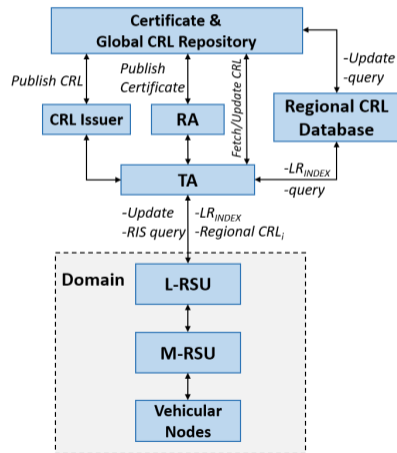 Certificate &
Global CRL Repository
Publish CRL
Publish
Certificate
Fetch/Update CRL
-Update
-query
CRL Issuer
RA
Regional CRL
Database
TA
-LR_INDEX
-query
-Update
-RIS query
-LR_INDEX
-Regional CRL_i
Domain
L-RSU
M-RSU
Vehicular
Nodes